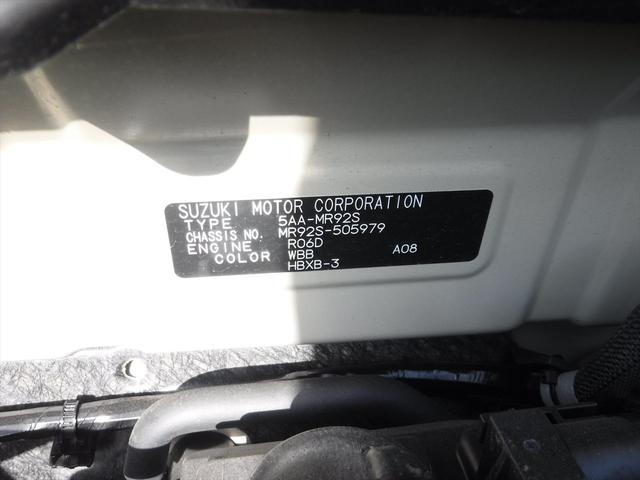 SUZUKI MOTOR CORPORATION
TYPE 5AA-MR92S
CHASSIS NO. MR92S-505979
ENGINE R06D
COLOR WBB A08
HBXB-3